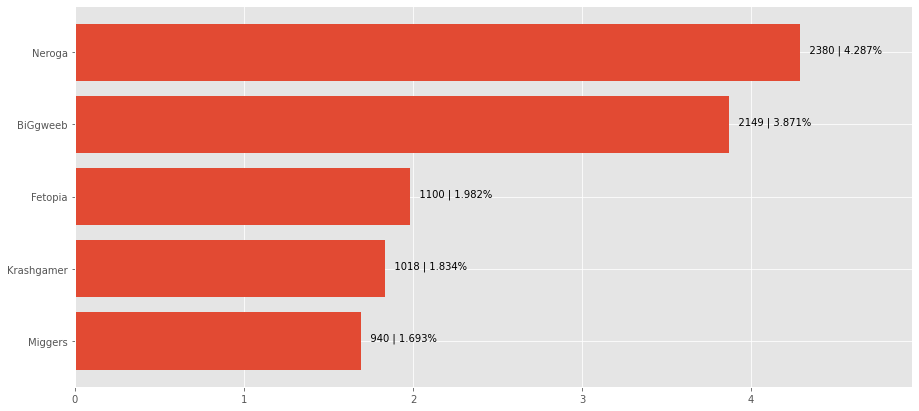 Neroga
2380 | 4.287%
BiGgweeb
2149 | 3.871%
Fetopia
1100 | 1.982%
Krashgamer
1018 | 1.834%
Miggers
940 | 1.693%
0 1 2 3 4